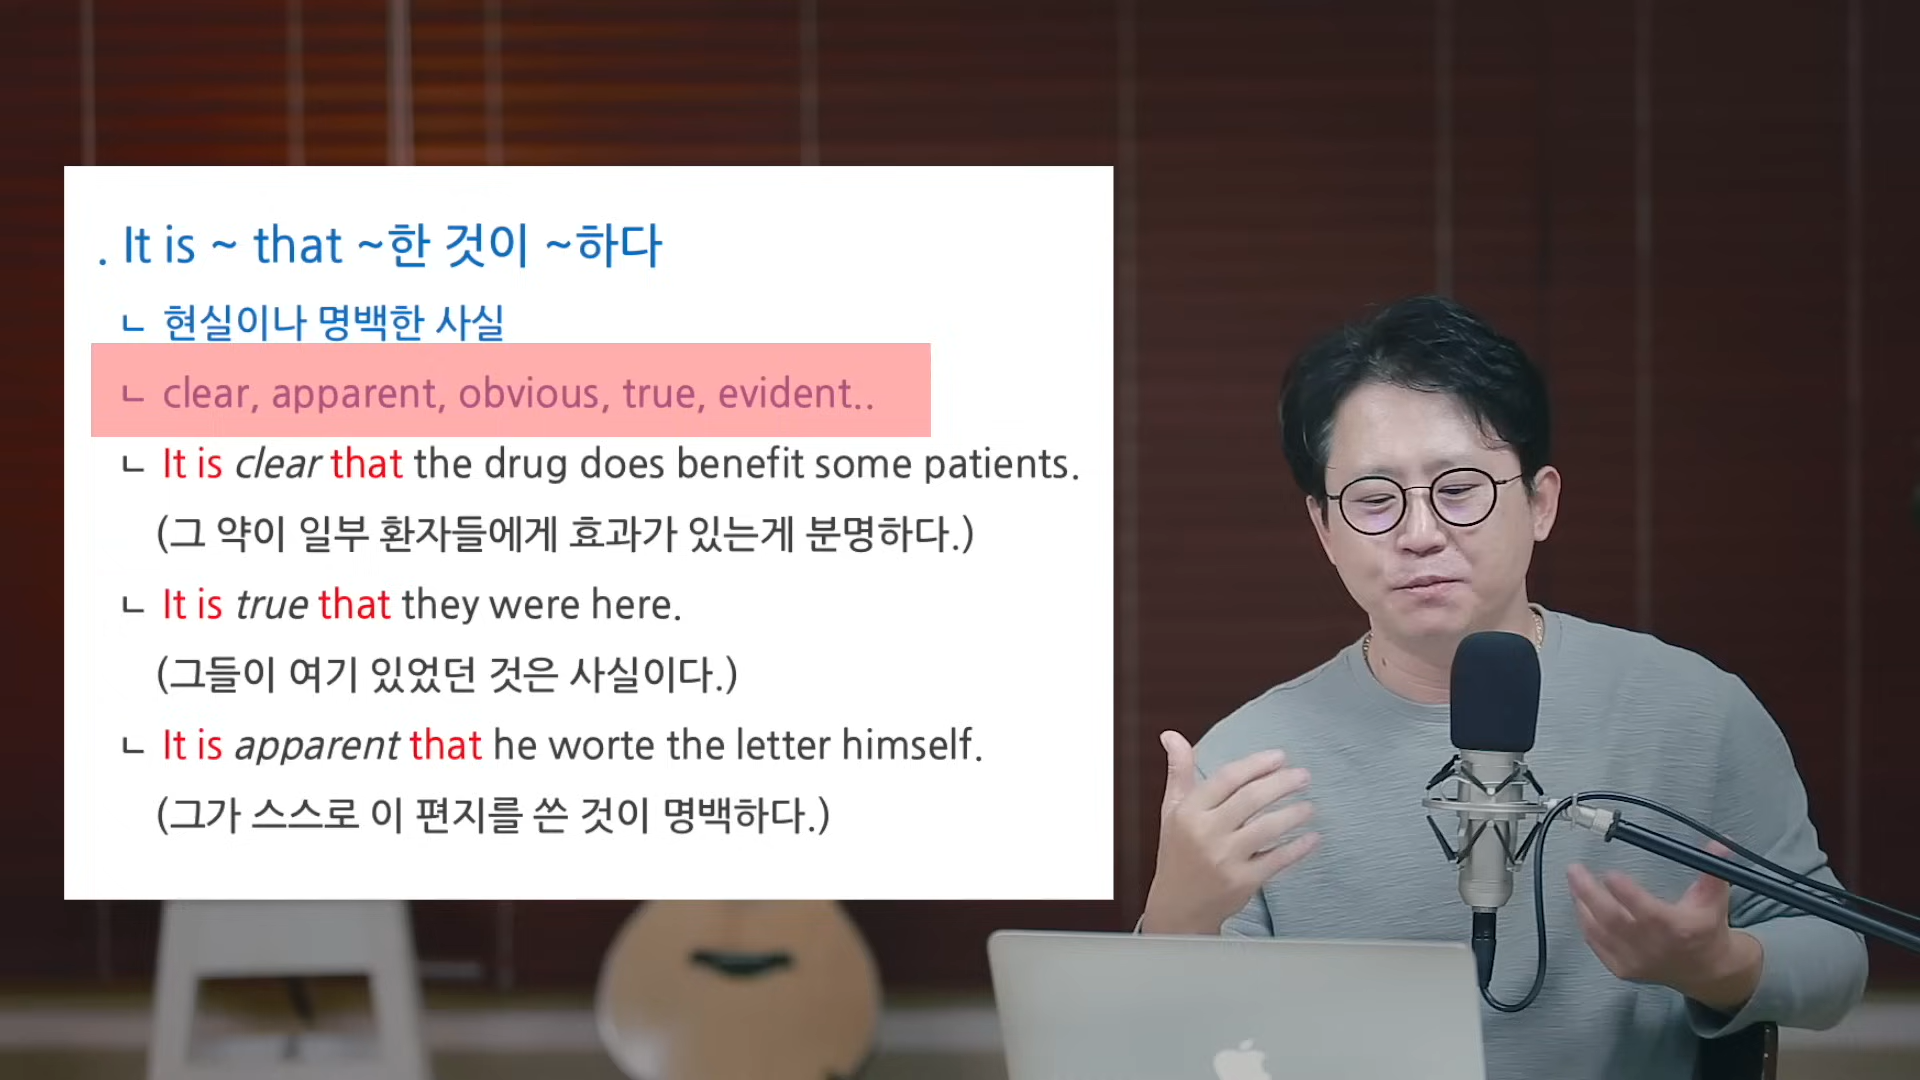 . It is ~ that ~한 것이 ~하다
ㄴ 현실이나 명백한 사실
ㄴ clear, apparent, obvious, true, evident..
ㄴ It is clear that the drug does benefit some patients.
(그 약이 일부 환자들에게 효과가 있는게 분명하다.)
ㄴ It is true that they were here.
(그들이 여기 있었던 것은 사실이다.)
ㄴ It is apparent that he worte the letter himself.
(그가 스스로 이 편지를 쓴 것이 명백하다.)